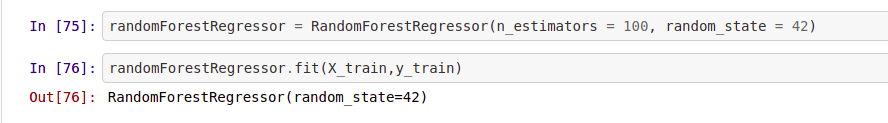 In [75]: randomForestRegressor = RandomForestRegressor(n_estimators = 100, random_state = 42)
In [76]: randomForestRegressor.fit(X_train,y_train)
Out[76]: RandomForestRegressor(random_state=42)